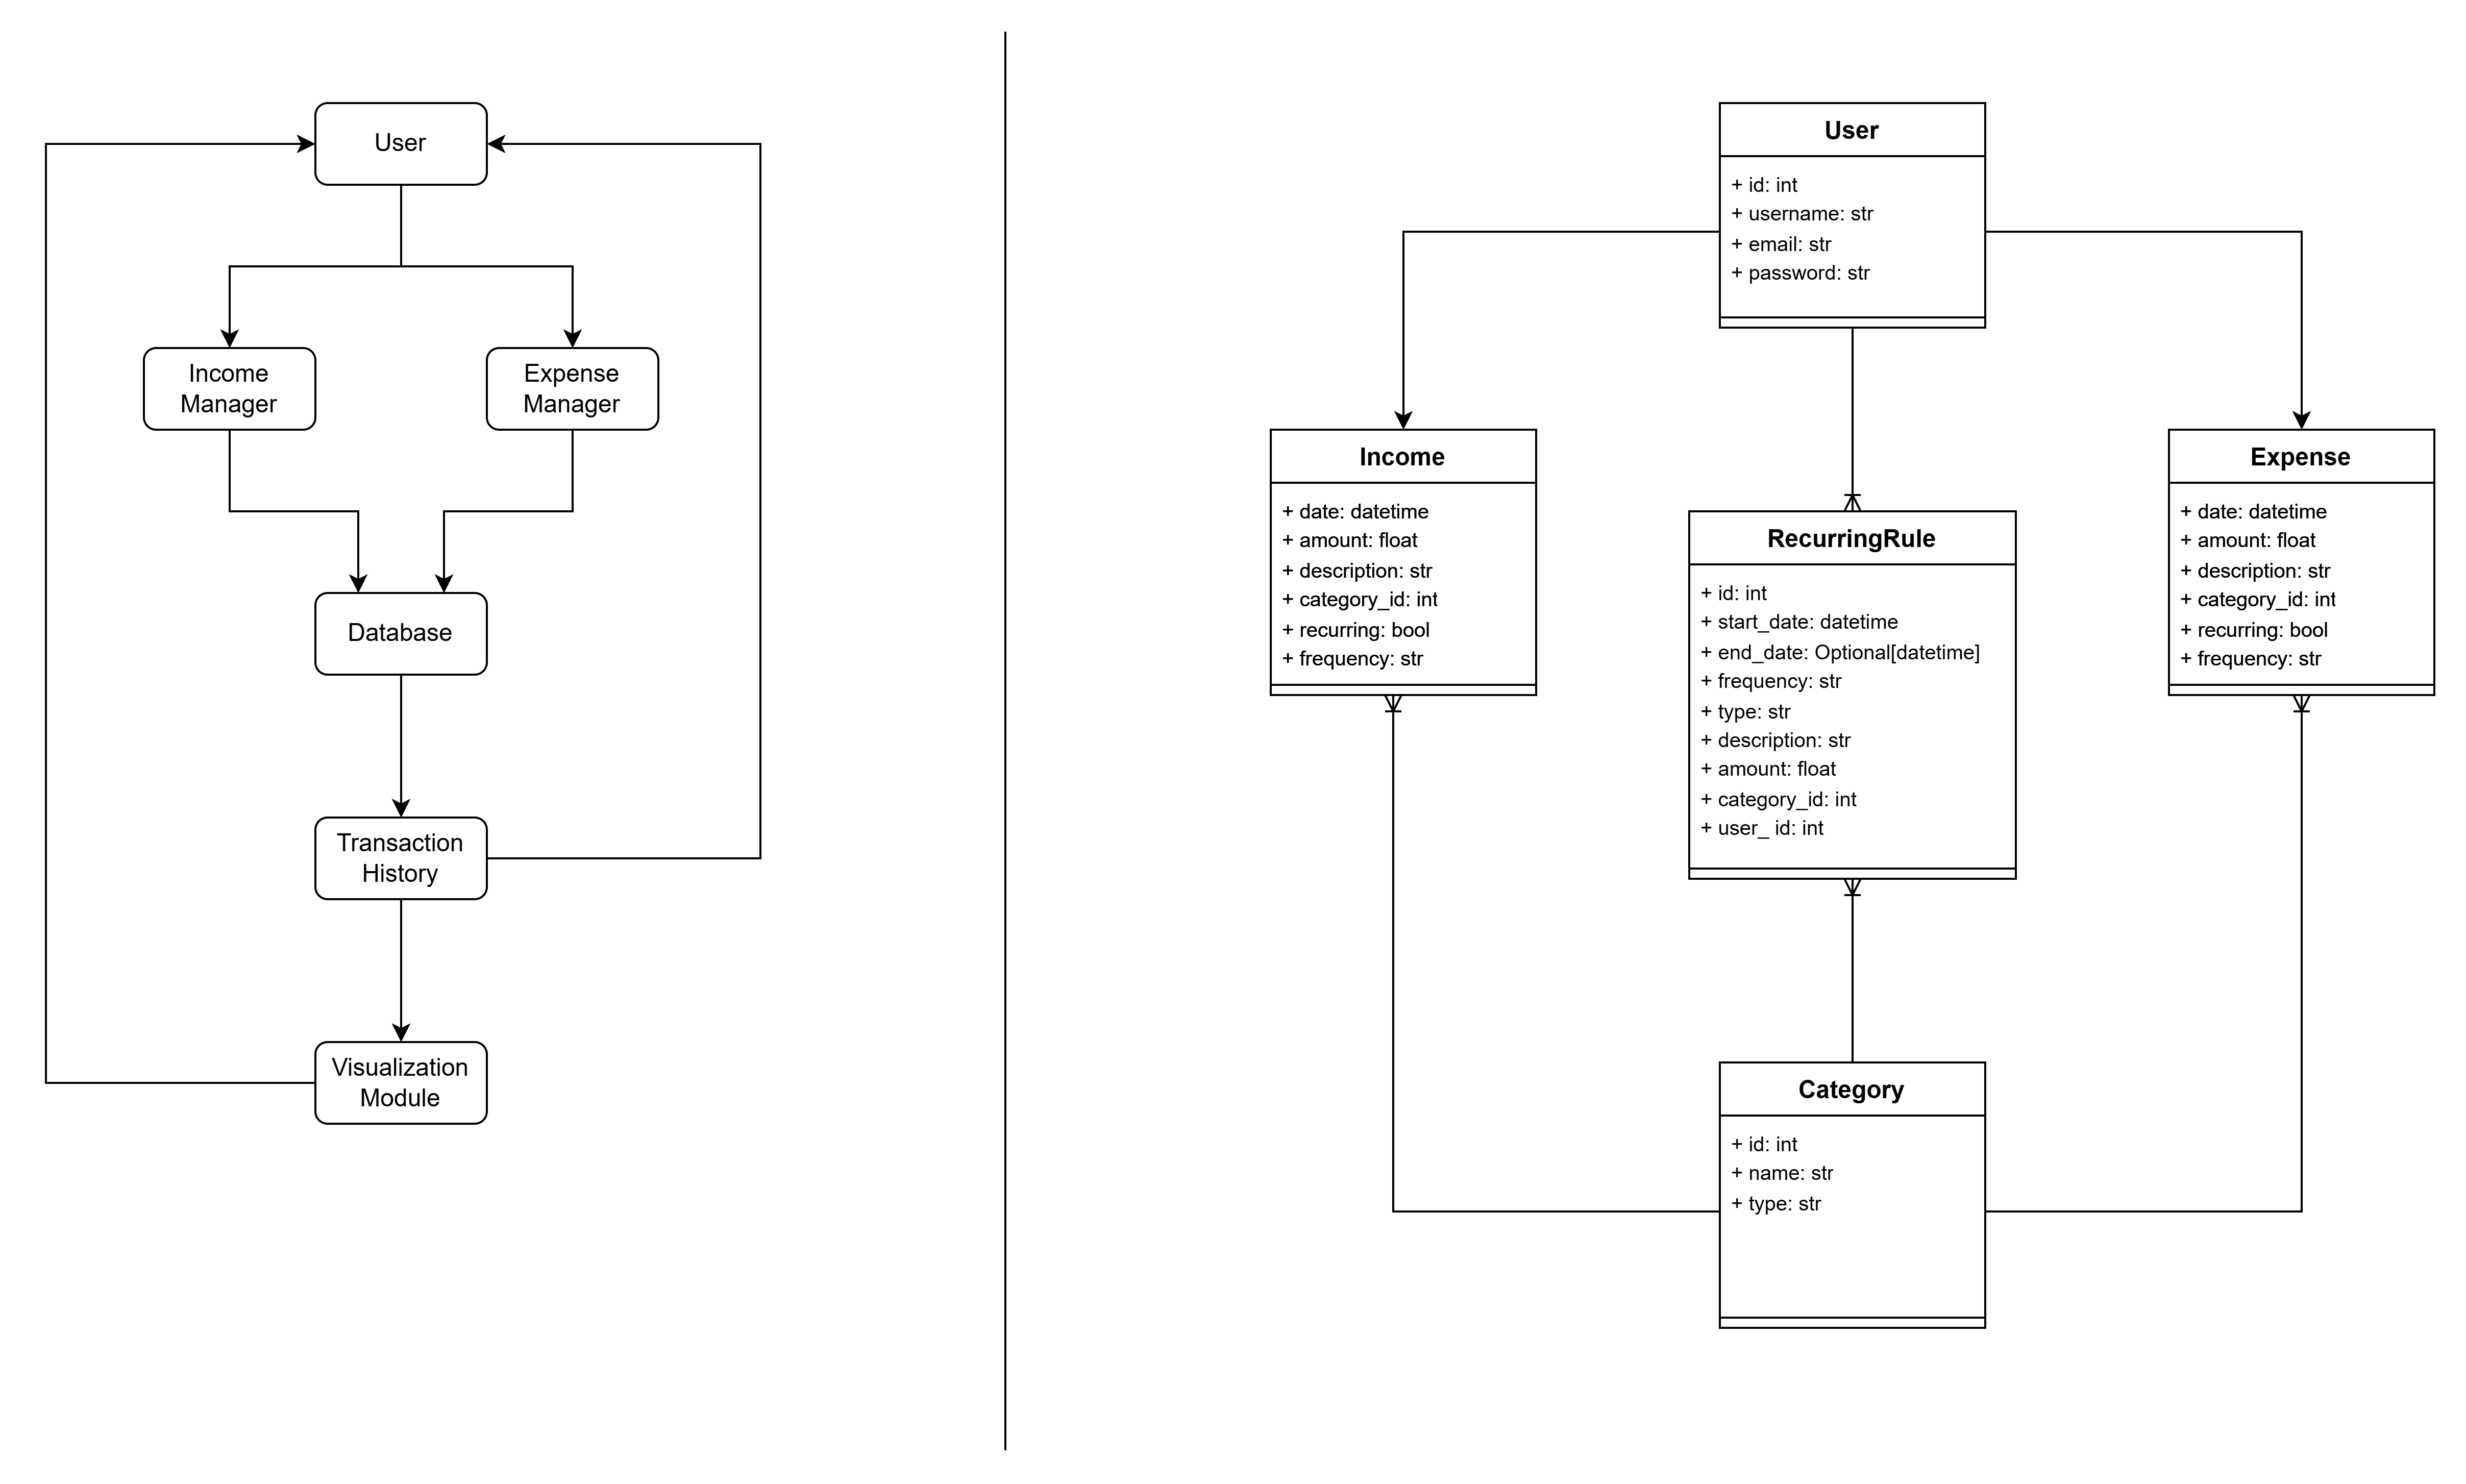 User
Income
Manager
Expense
Manager
Database
Transaction
History
Visualization
Module
User
+ id: int
+ username: str
+ email: str
+ password: str
Income
+ date: datetime
+ amount: float
+ description: str
+ category_id: int
+ recurring: bool
+ frequency: str
RecurringRule
+ id: int
+ start_date: datetime
+ end_date: Optional[datetime]
+ frequency: str
+ type: str
+ description: str
+ amount: float
+ category_id: int
+ user_ id: int
Expense
+ date: datetime
+ amount: float
+ description: str
+ category_id: int
+ recurring: bool
+ frequency: str
Category
+ id: int
+ name: str
+ type: str